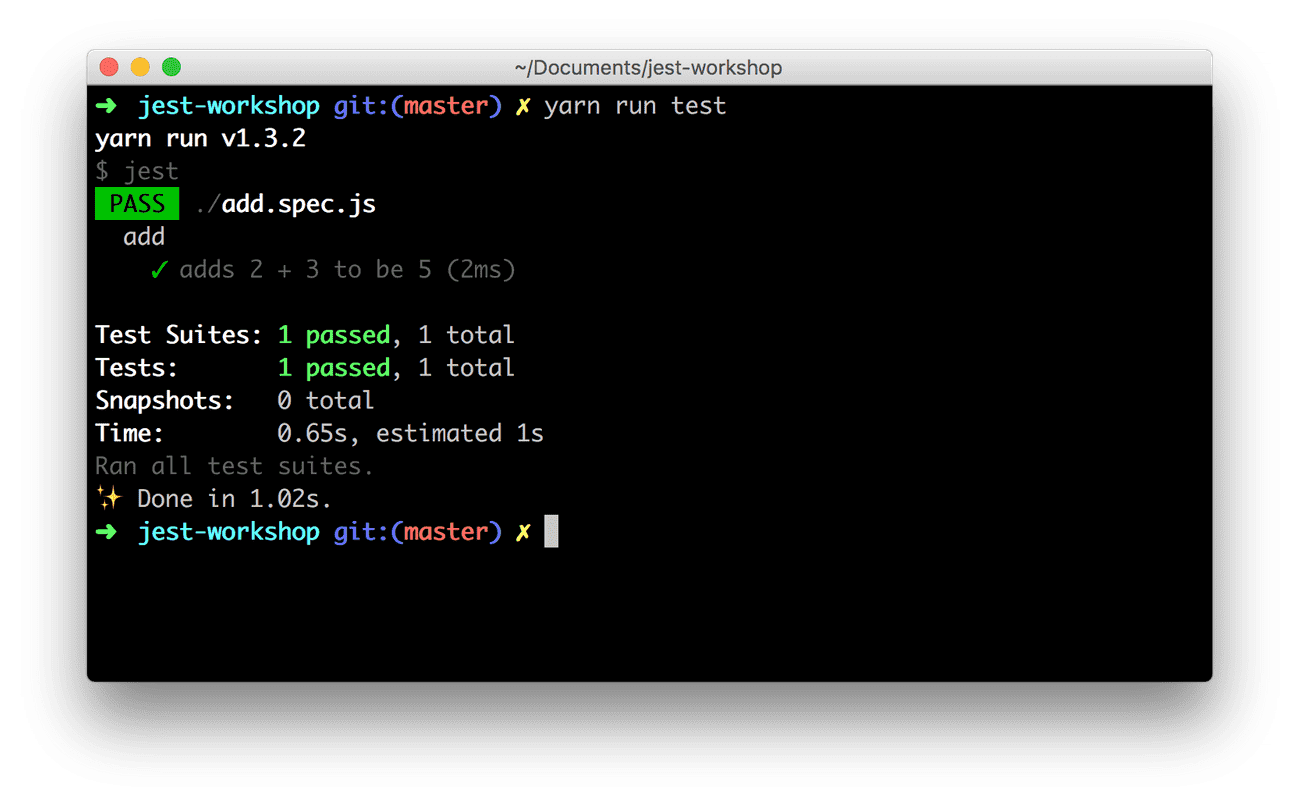 ~/Documents/jest-workshop
➜ jest-workshop git:(master) ✗ yarn run test
yarn run v1.3.2
$ jest
PASS ./add.spec.js
add
✓ adds 2 + 3 to be 5 (2ms)
Test Suites: 1 passed, 1 total
Tests: 1 passed, 1 total
Snapshots: 0 total
Time: 0.65s, estimated 1s
Ran all test suites.
✨ Done in 1.02s.
➜ jest-workshop git:(master) ✗